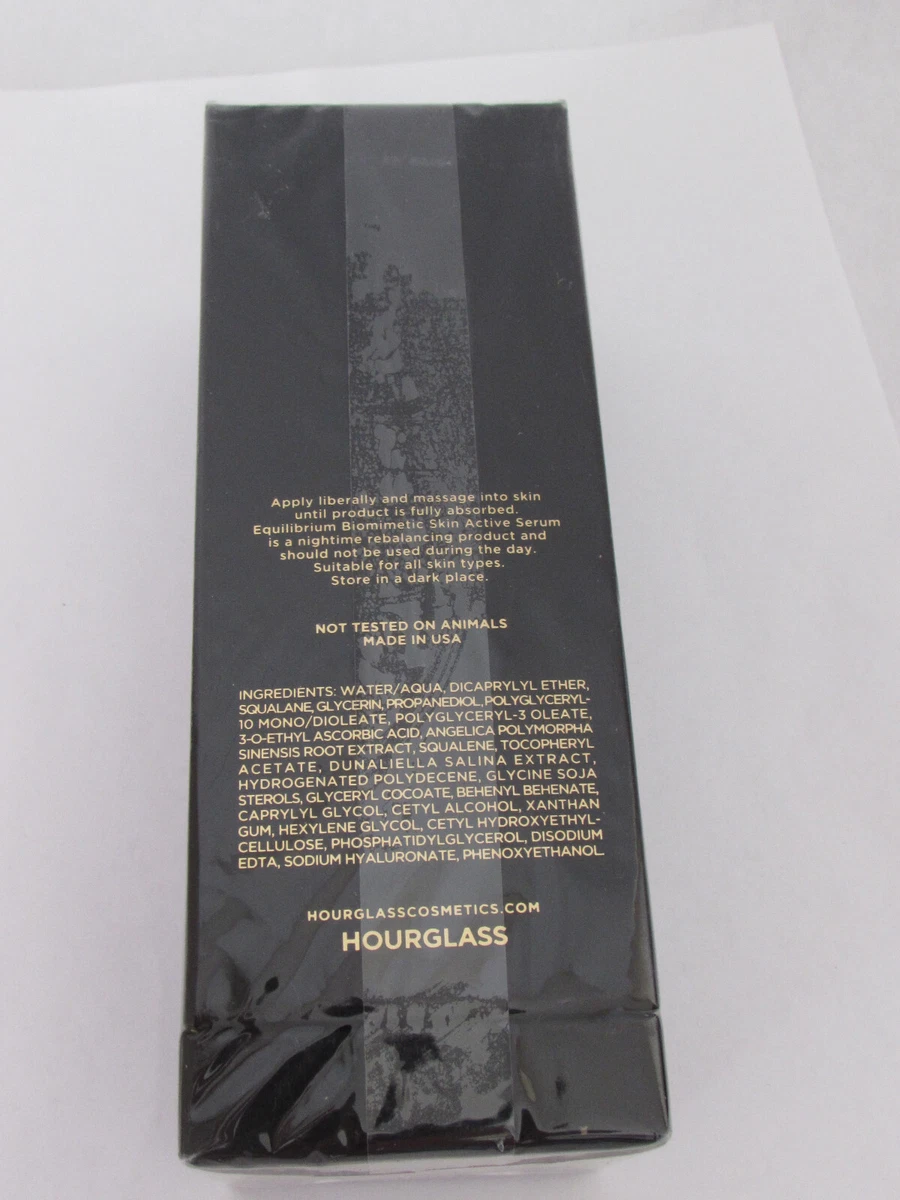 Apply liberally and massage into skin
until product is fully absorbed.
Equilibrium Biomimetic Skin Active Serum
is a nightime rebalancing product and
should not be used during the day.
Suitable for all skin types.
Store in a dark place.
NOT TESTED ON ANIMALS
MADE IN USA
INGREDIENTS: WATER/AQUA, DICAPRYLYL ETHER,
SQUALANE, GLYCERIN, PROPANEDIOL, POLYGLYCERYL-
10 MONO/DIOLEATE, POLYGLYCERYL-3 OLEATE,
3-O-ETHYL ASCORBIC ACID, ANGELICA POLYMORPHA
SINENSIS ROOT EXTRACT, SQUALENE, TOCOPHERYL
ACETATE, DUNALIELLA SALINA EXTRACT,
HYDROGENATED POLYDECENE, GLYCINE SOJA
STEROLS, GLYCERYL COCOATE, BEHENYL BEHENATE,
CAPRYLYL GLYCOL, CETYL ALCOHOL, XANTHAN
GUM, HEXYLENE GLYCOL, CETYL HYDROXYETHYL-
CELLULOSE, PHOSPHATIDYLGLYCEROL, DISODIUM
EDTA, SODIUM HYALURONATE, PHENOXYETHANOL.
HOURGLASSCOSMETICS.COM
HOURGLASS